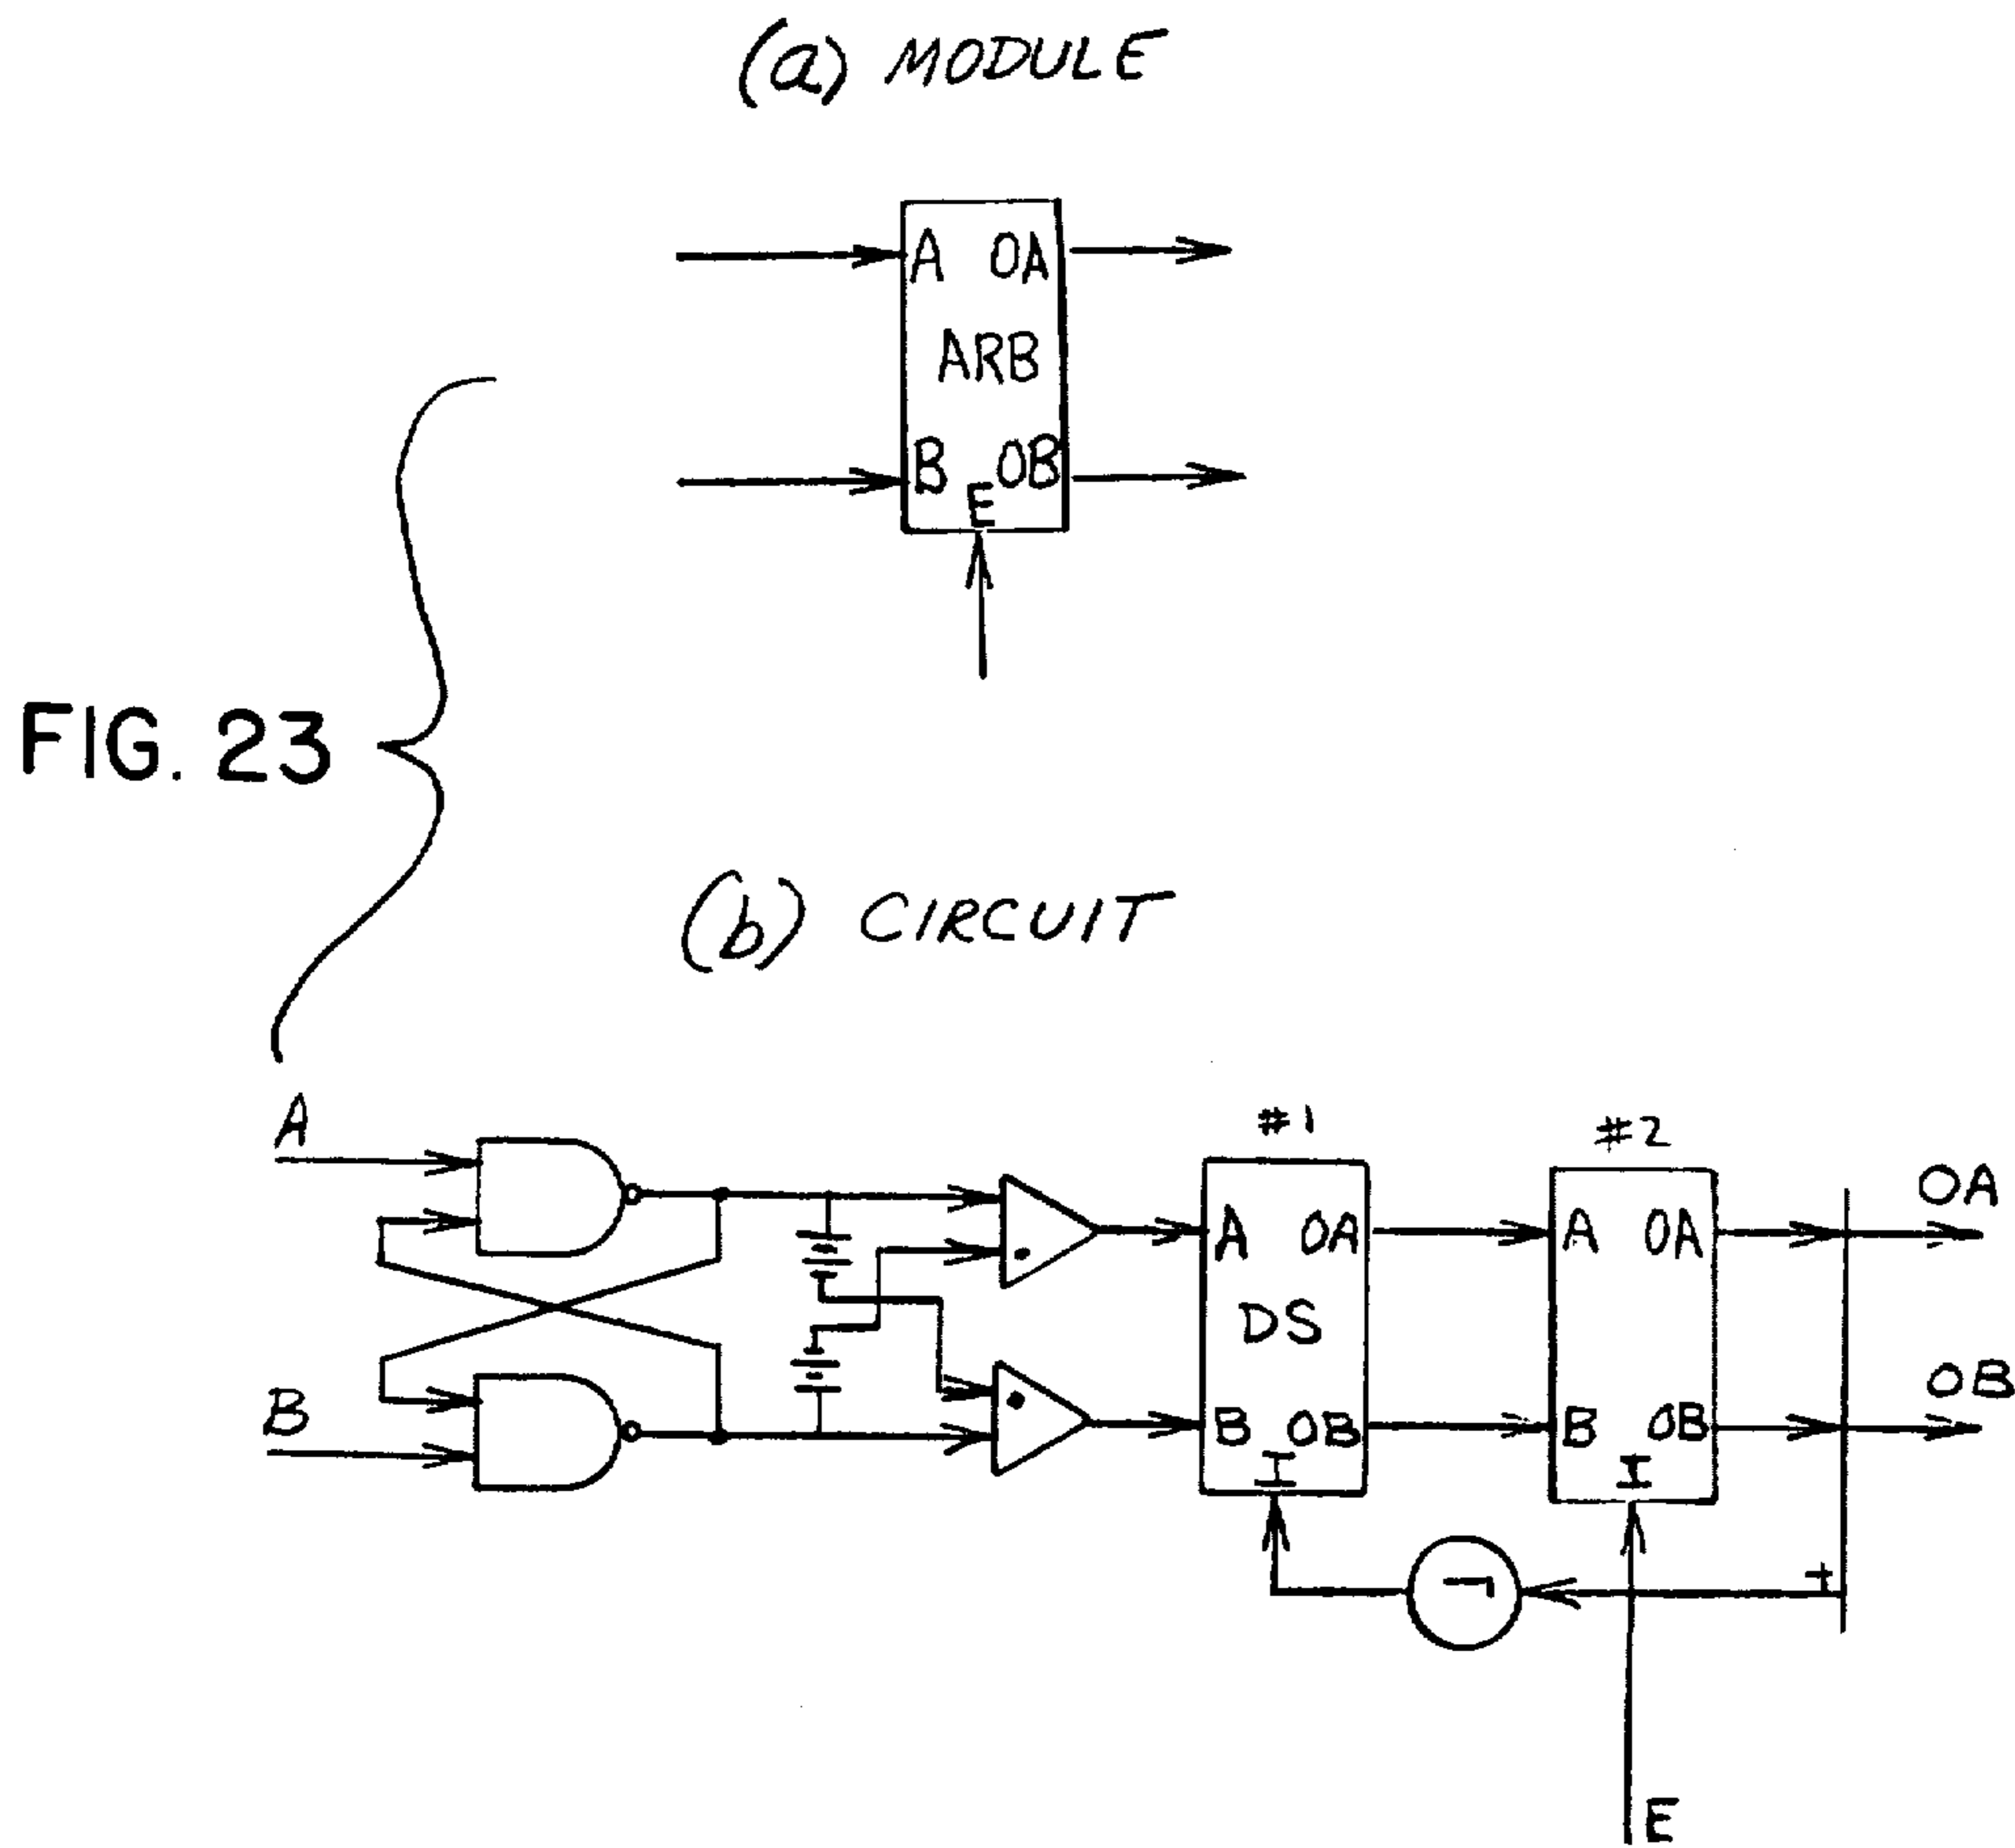 (a) MODULE
A OA
ARB
B OB
E
FIG. 23
(b) CIRCUIT
A
B
#1
#2
A OA
DS
B OB
I
A OA
B OB
I
OA
OB
¬
+
E